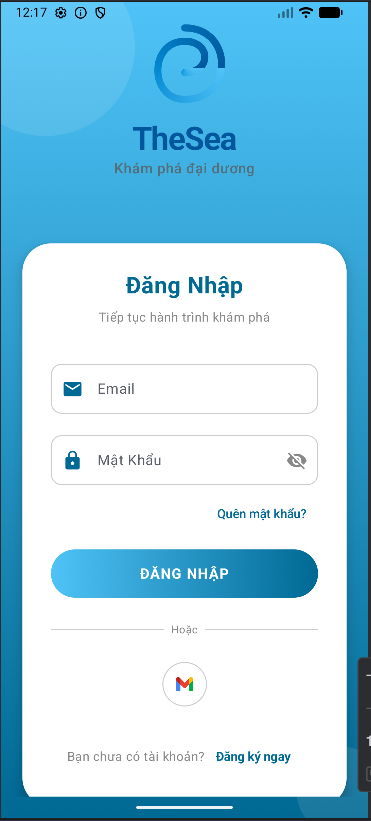 12:17
TheSea
Khám phá đại dương
Đăng Nhập
Tiếp tục hành trình khám phá
Email
Mật Khẩu
Quên mật khẩu?
ĐĂNG NHẬP
Hoặc
Bạn chưa có tài khoản? Đăng ký ngay